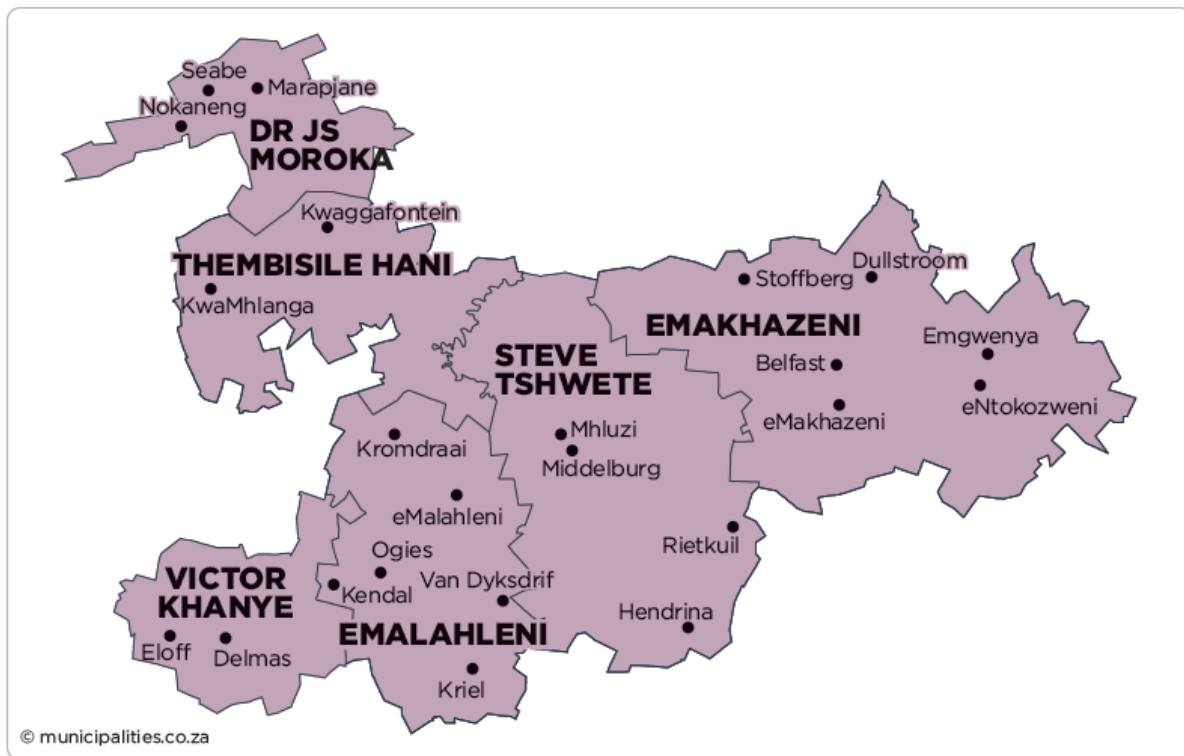 Seabe
Marapjane
Nokaneng
DR JS
MOROKA
Kwaggafontein
THEMBISILE HANI
KwaMhlanga
Stoffberg
Dullstroom
EMAKHAZENI
Emgwenya
Belfast
eNtokozweni
eMakhazeni
STEVE
TSHWETE
Mhluzi
Middelburg
Kromdraai
eMalahleni
Rietkuil
Ogies
Van Dyksdrif
Kendal
VICTOR
KHANYE
Hendrina
EMALAHLENI
Eloff
Delmas
Kriel
© municipalities.co.za